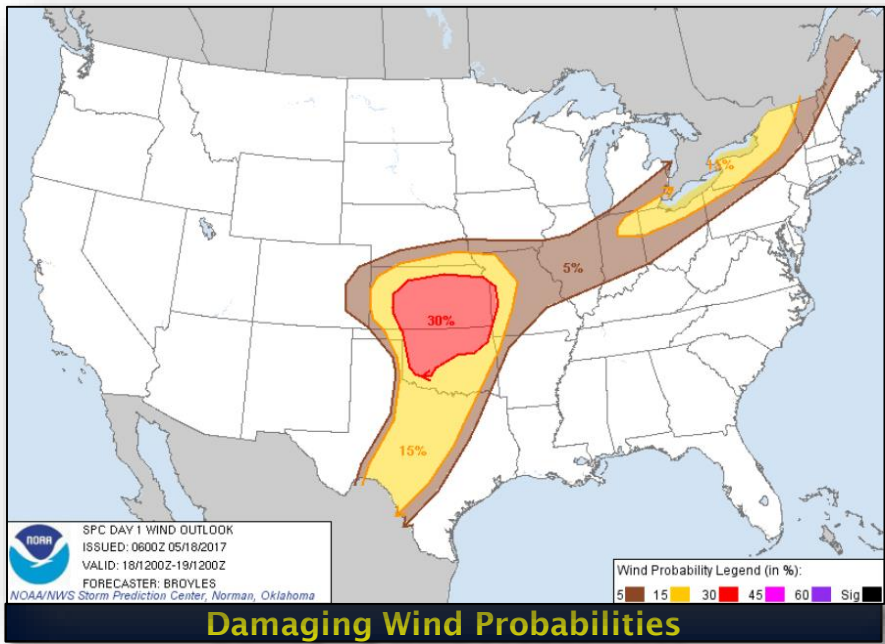 15%
5%
30%
15%
SPC DAY 1 WIND OUTLOOK
ISSUED: 0600Z 05/18/2017
VALID: 18/1200Z-19/1200Z
FORECASTER: BROYLES
NOAA
NOAA/NWS Storm Prediction Center, Norman, Oklahoma
Wind Probability Legend (in %):
5 15 30 45 60 Sig
Damaging Wind Probabilities